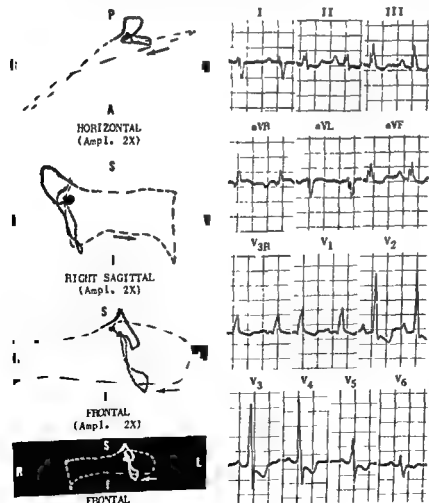 P
A
HORIZONTAL
(Ampl. 2X)
S
I
RIGHT SAGITTAL
(Ampl. 2X)
S
I
FRONTAL
(Ampl. 2X)
S
R
L
FRONTAL
I
II
III
aVR
aVL
aVF
V3R
V1
V2
V3
V4
V5
V6